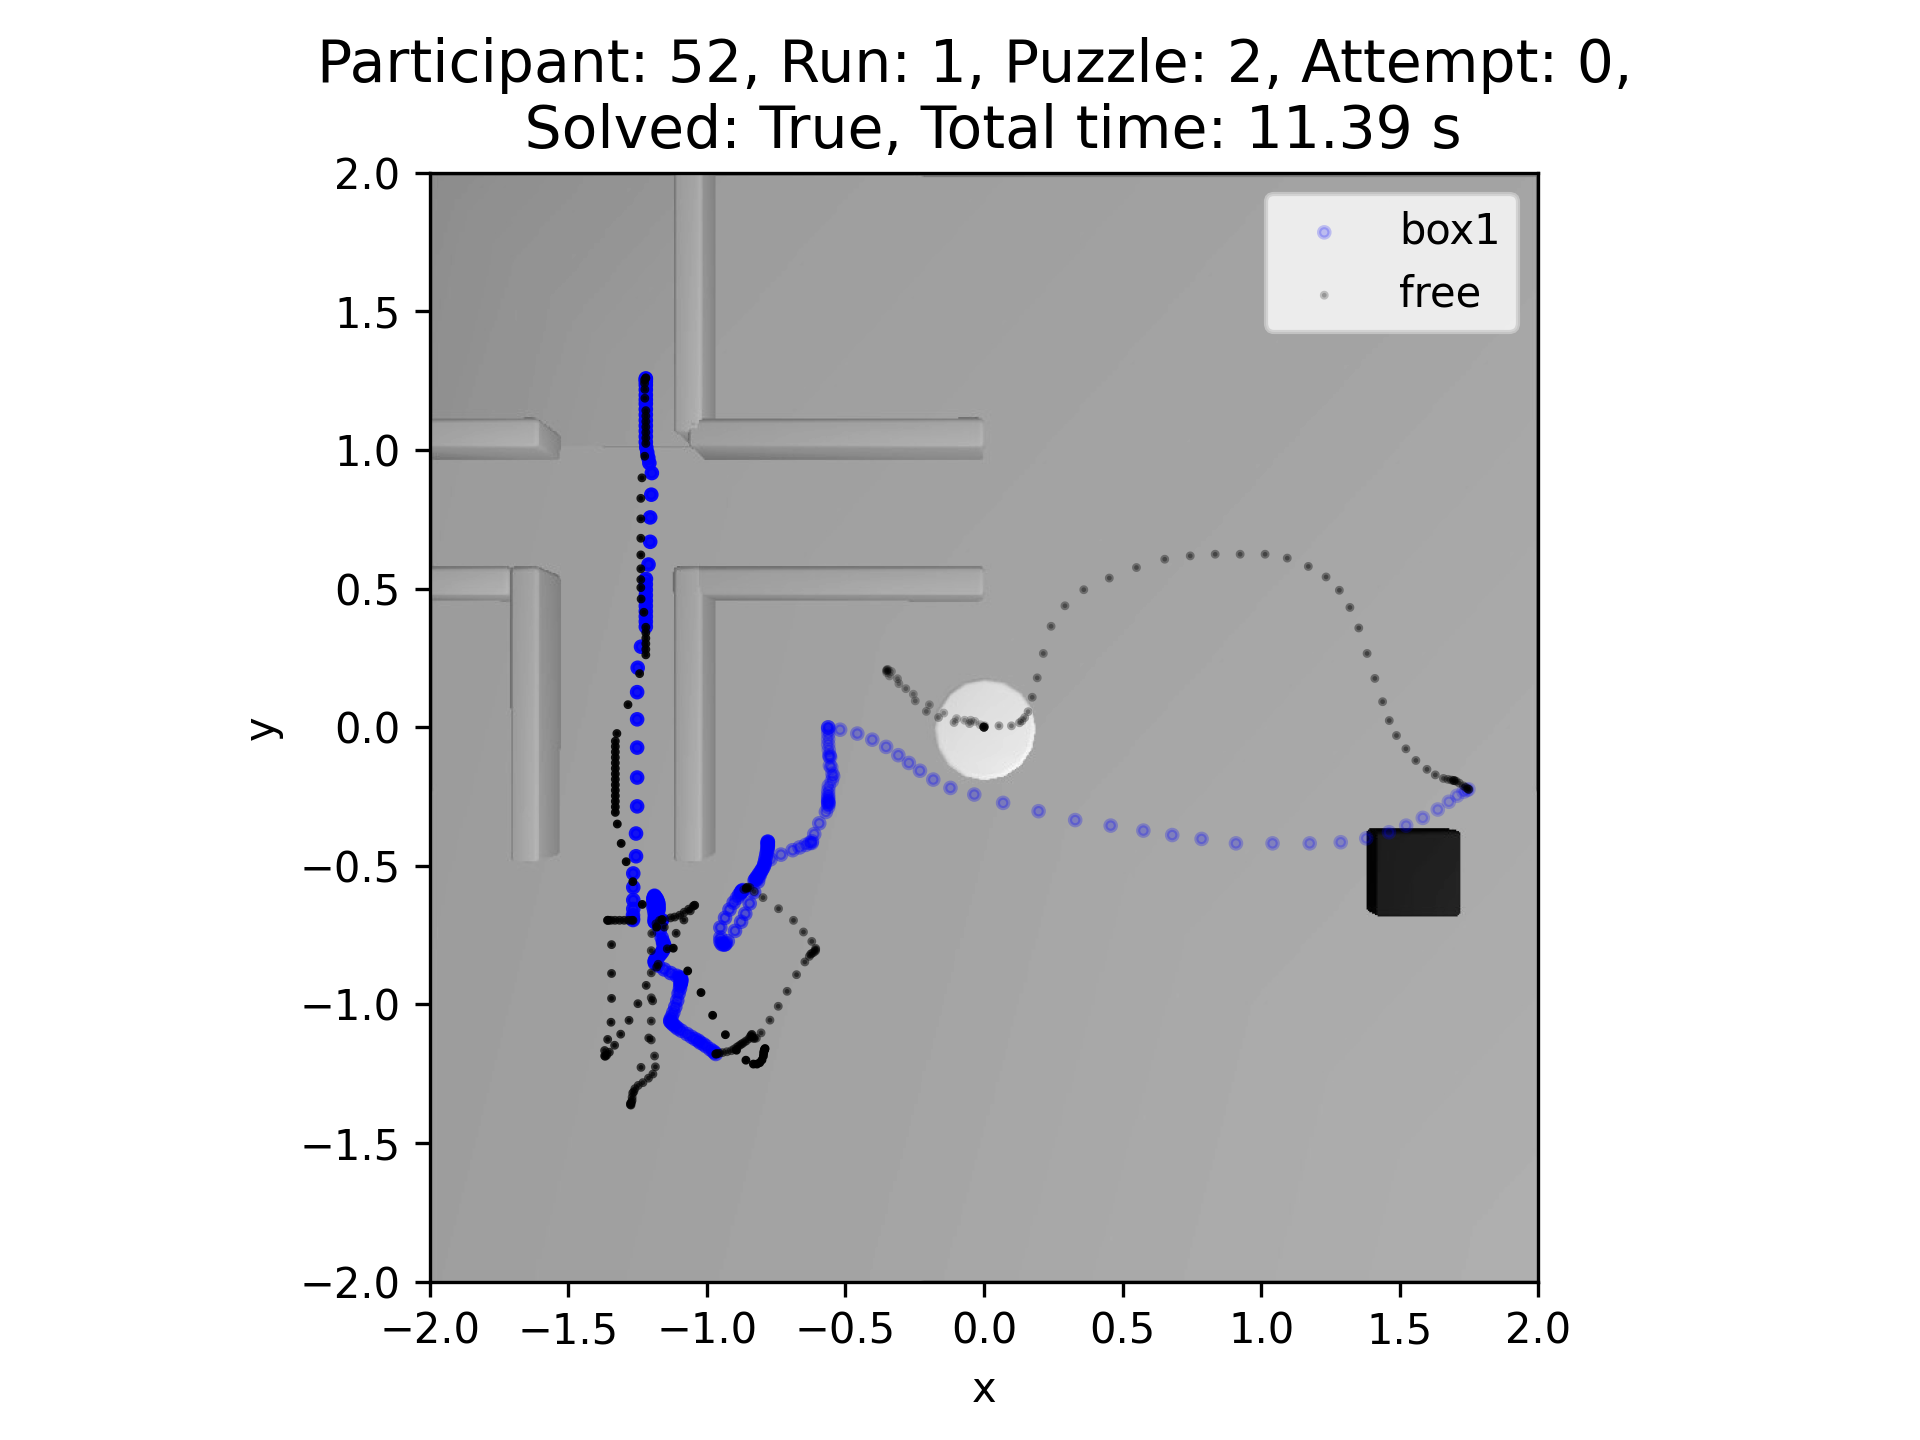 Participant: 52, Run: 1, Puzzle: 2, Attempt: 0,
Solved: True, Total time: 11.39 s
2.0
1.5
1.0
0.5
0.0
−0.5
−1.0
−1.5
−2.0
y
box1
free
−2.0 −1.5 −1.0 −0.5 0.0 0.5 1.0 1.5 2.0
x